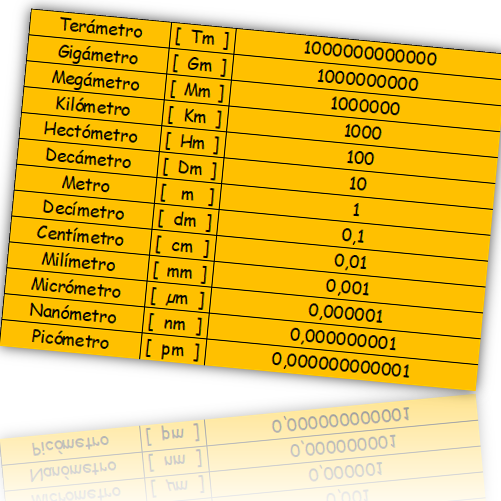 Terámetro [ Tm ] 1000000000000
Gigámetro [ Gm ] 1000000000
Megámetro [ Mm ] 1000000
Kilómetro [ Km ] 1000
Hectómetro [ Hm ] 100
Decámetro [ Dm ] 10
Metro [ m ] 1
Decímetro [ dm ] 0,1
Centímetro [ cm ] 0,01
Milímetro [ mm ] 0,001
Micrómetro [ µm ] 0,000001
Nanómetro [ nm ] 0,000000001
Picómetro [ pm ] 0,000000000001